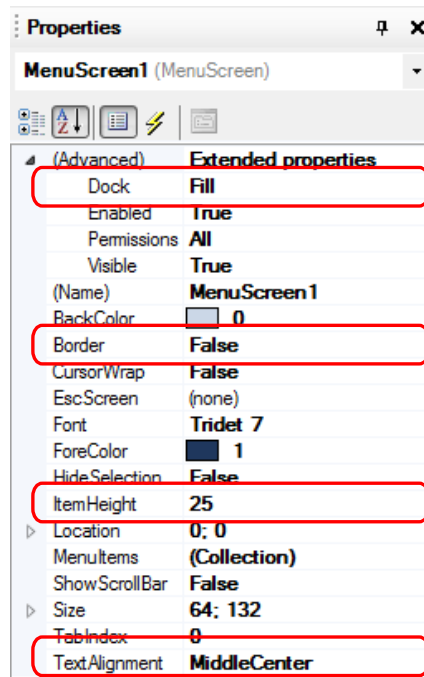 Properties
MenuScreen1 (MenuScreen)
(Advanced) Extended properties
Dock Fill
Enabled True
Permissions All
Visible True
(Name) MenuScreen1
BackColor 0
Border False
CursorWrap False
EscScreen (none)
Font Tridet 7
ForeColor 1
HideSelection False
ItemHeight 25
Location 0; 0
MenuItems (Collection)
ShowScrollBar False
Size 64; 132
TabIndex 0
TextAlignment MiddleCenter